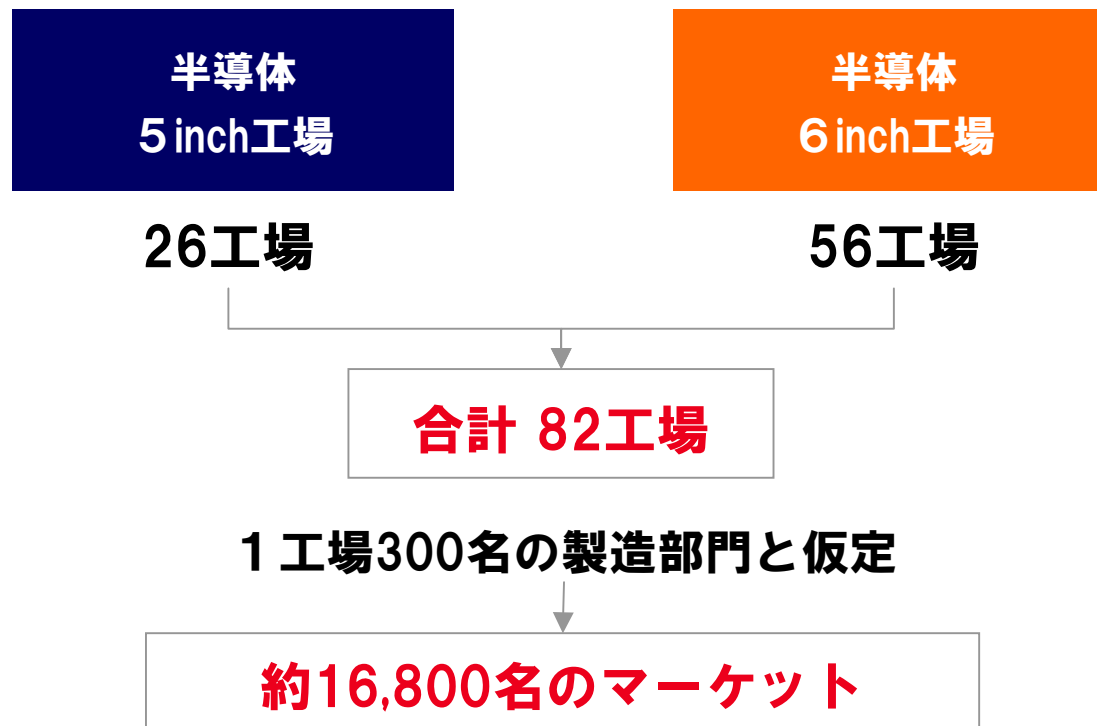 半導体
５inch工場
半導体
６inch工場
26工場
56工場
合計 82工場
１工場300名の製造部門と仮定
約16,800名のマーケット